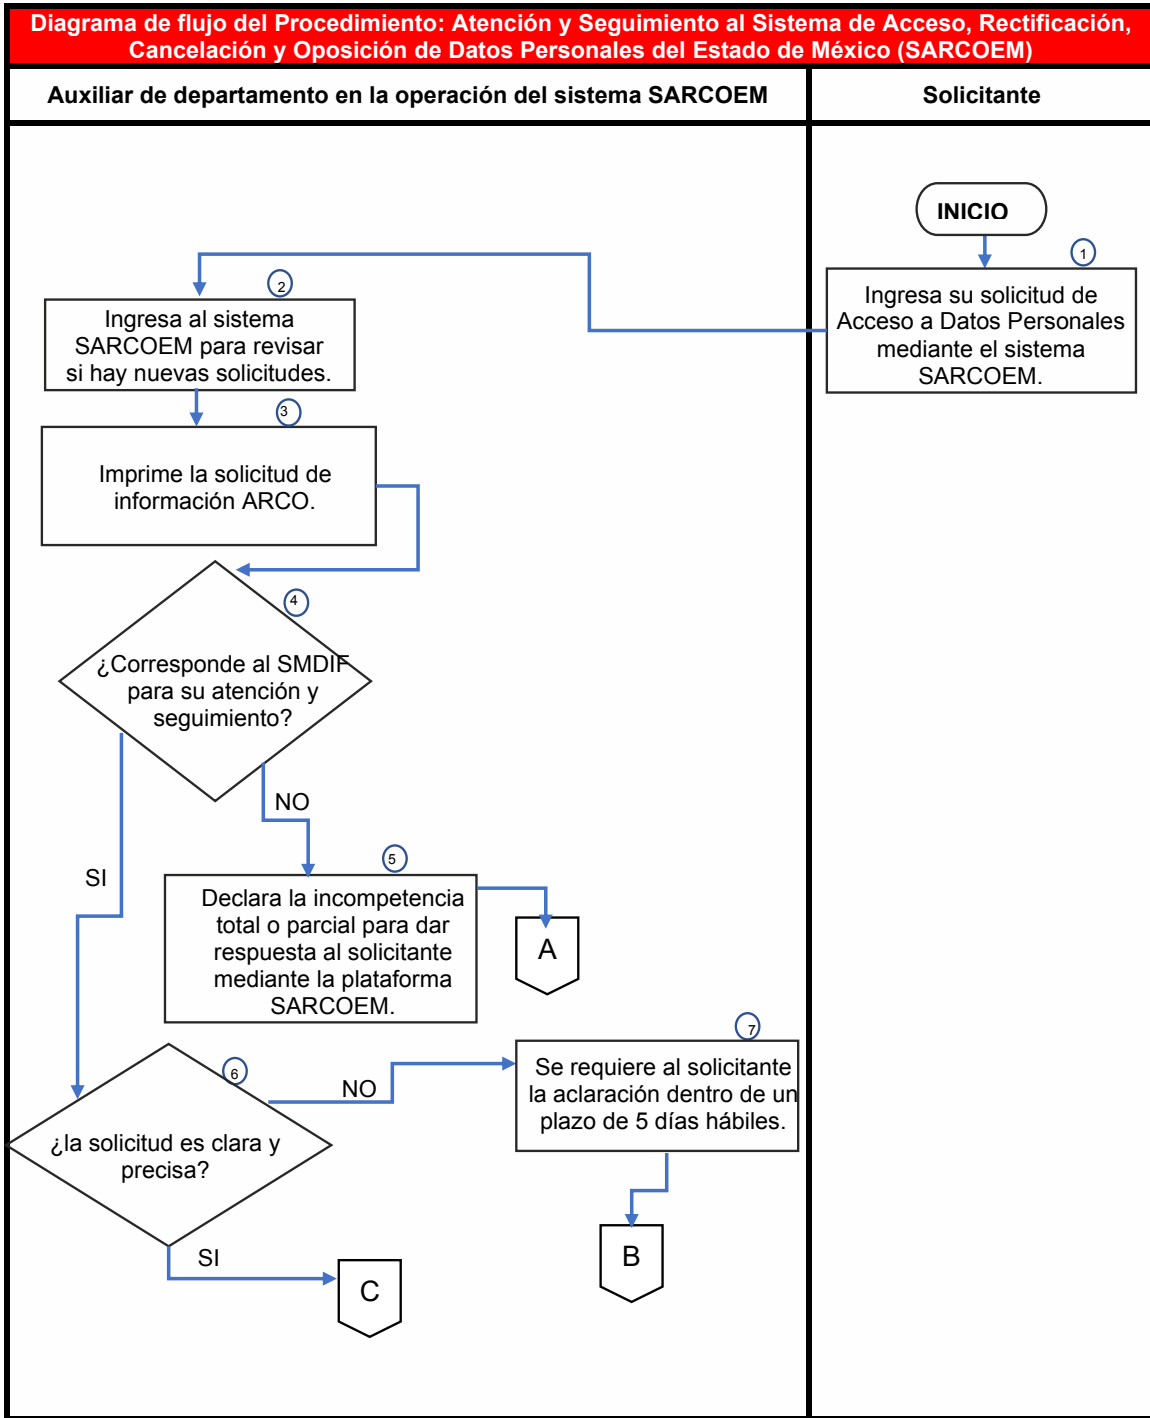 Diagrama de flujo del Procedimiento: Atención y Seguimiento al Sistema de Acceso, Rectificación,
Cancelación y Oposición de Datos Personales del Estado de México (SARCOEM)
Auxiliar de departamento en la operación del sistema SARCOEM
Solicitante
INICIO
1
Ingresa su solicitud de
Acceso a Datos Personales
mediante el sistema
SARCOEM.
2
Ingresa al sistema
SARCOEM para revisar
si hay nuevas solicitudes.
3
Imprime la solicitud de
información ARCO.
4
¿Corresponde al SMDIF
para su atención y
seguimiento?
NO
SI
5
Declara la incompetencia
total o parcial para dar
respuesta al solicitante
mediante la plataforma
SARCOEM.
A
6
¿la solicitud es clara y
precisa?
NO
7
Se requiere al solicitante
la aclaración dentro de un
plazo de 5 días hábiles.
B
SI
C